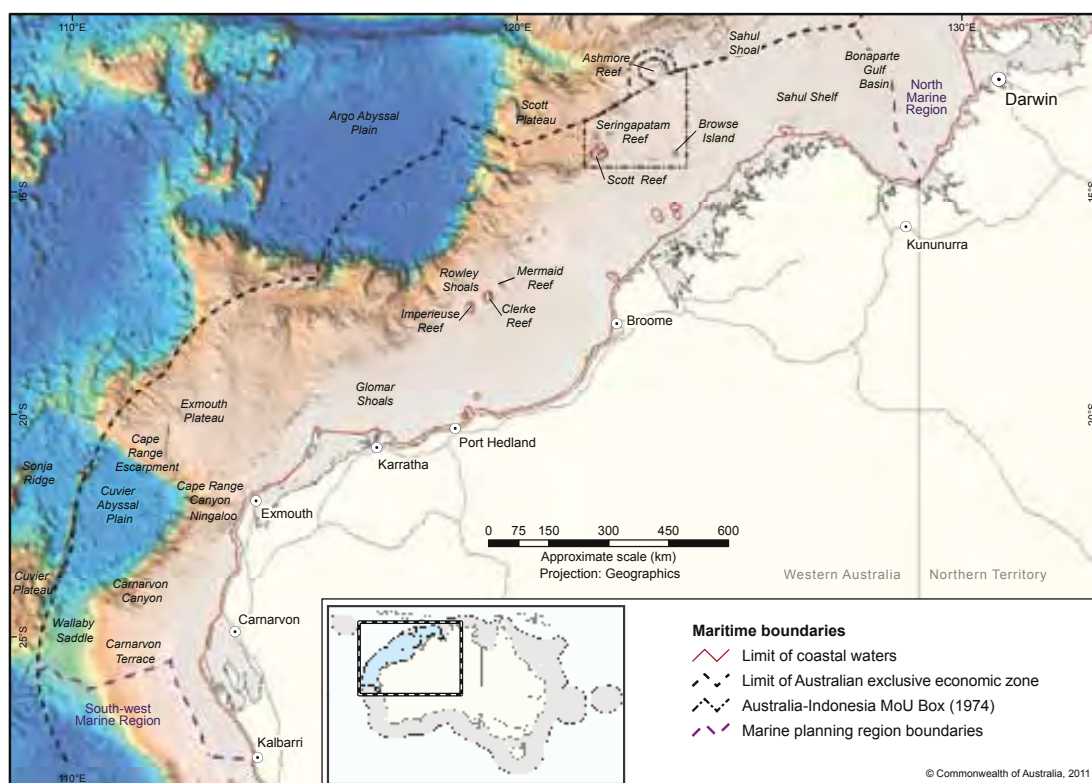 110°E
120°E
130°E
Sahul
Shoal
Ashmore
Reef
Bonaparte
Gulf
Basin
North
Marine
Region
Darwin
Argo Abyssal
Plain
Scott
Plateau
Sahul Shelf
Seringapatam
Reef
Browse
Island
Scott Reef
15°S
15°S
Kununurra
Rowley
Shoals
Mermaid
Reef
Imperieuse
Reef
Clerke
Reef
Broome
Glomar
Shoals
Exmouth
Plateau
20°S
20°S
Cape
Range
Escarpment
Port Hedland
Karratha
Sonja
Ridge
Cuvier
Abyssal
Plain
Cape Range
Canyon
Ningaloo
Exmouth
0 75 150 300 450 600
Approximate scale (km)
Projection: Geographics
Western Australia
Northern Territory
Cuvier
Plateau
Carnarvon
Canyon
Wallaby
Saddle
Carnarvon
25°S
Carnarvon
Terrace
South-west
Marine Region
Kalbarri
110°E
Maritime boundaries
Limit of coastal waters
Limit of Australian exclusive economic zone
Australia-Indonesia MoU Box (1974)
Marine planning region boundaries
© Commonwealth of Australia, 2011